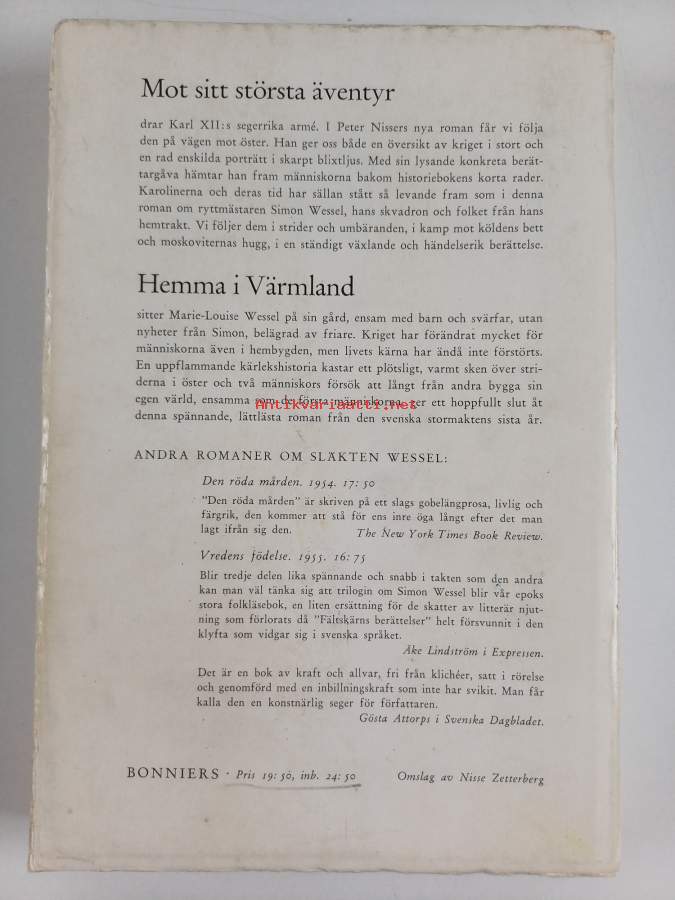 Mot sitt största äventyr
drar Karl XII:s segerrika armé. I Peter Nissers nya roman får vi följa
den på vägen mot öster. Han ger oss både en översikt av kriget i stort och
en rad enskilda porträtt i skarpt blixtljus. Med sin lysande konkreta berät-
targåva hämtar han fram människorna bakom historiebokens korta rader.
Karolinerna och deras tid har sällan stått så levande fram som i denna
roman om ryttmästaren Simon Wessel, hans skvadron och folket från hans
hemtrakt. Vi följer dem i strider och umbäranden, i kamp mot köldens bett
och moskoviternas hugg, i en ständigt växlande och händelserik berättelse.
Hemma i Värmland
sitter Marie-Louise Wessel på sin gård, ensam med barn och svärfar, utan
nyheter från Simon, belägrad av friare. Kriget har förändrat mycket för
människorna även i hembygden, men livets kärna har ändå inte förstörts.
En uppflammande kärlekshistoria kastar ett plötsligt, varmt sken över stri-
derna i öster och två människors försök att långt från andra bygga sin
egen värld, ensamma som de första människorna, ger ett hoppfullt slut åt
Antikvariaatti.net
denna spännande, lättlästa roman från den svenska stormaktens sista år.
ANDRA ROMANER OM SLÄKTEN WESSEL:
Den röda mården. 1954. 17:50
"Den röda mården" är skriven på ett slags gobelängprosa, livlig och
färgrik, den kommer att stå för ens inre öga långt efter det man
lagt ifrån sig den. The New York Times Book Review.
Vredens födelse. 1955. 16:75
Blir tredje delen lika spännande och snabb i takten som den andra
kan man väl tänka sig att trilogin om Simon Wessel blir vår epoks
stora folkläsebok, en liten ersättning för de skatter av litterär njut-
ning som förlorats då "Fältskärns berättelser" helt försvunnit i den
klyfta som vidgar sig i svenska språket.
Åke Lindström i Expressen.
Det är en bok av kraft och allvar, fri från klichéer, satt i rörelse
och genomförd med en inbillningskraft som inte har svikit. Man får
kalla den en konstnärlig seger för författaren.
Gösta Attorps i Svenska Dagbladet.
BONNIERS · Pris 19:50, inb. 24:50 Omslag av Nisse Zetterberg